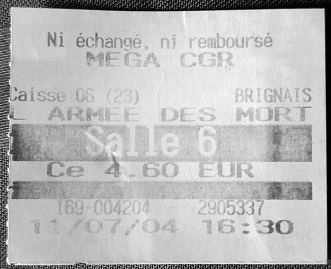 Ni échangé, ni remboursé
MEGA CGR
Caisse 06 (23) BRIGNAIS
L ARMEE DES MORT
Salle 6
Ce 4.60 EUR
169-004204 - 2905337
11/07/04 16:30